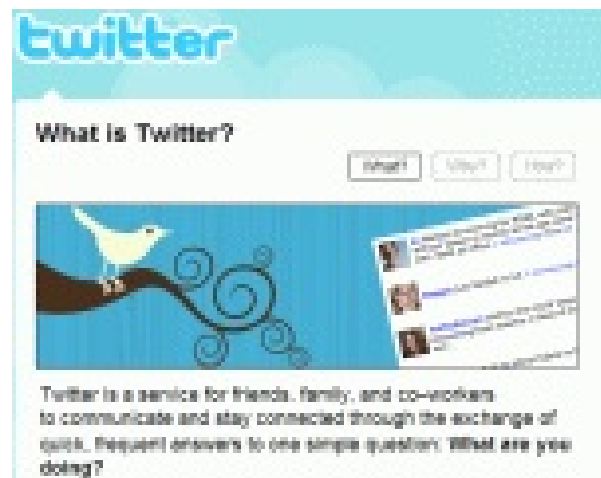 twitter
What is Twitter?
What? Why? How?
Twitter is a service for friends, family, and co-workers
to communicate and stay connected through the exchange of
quick, frequent answers to one simple question: What are you
doing?